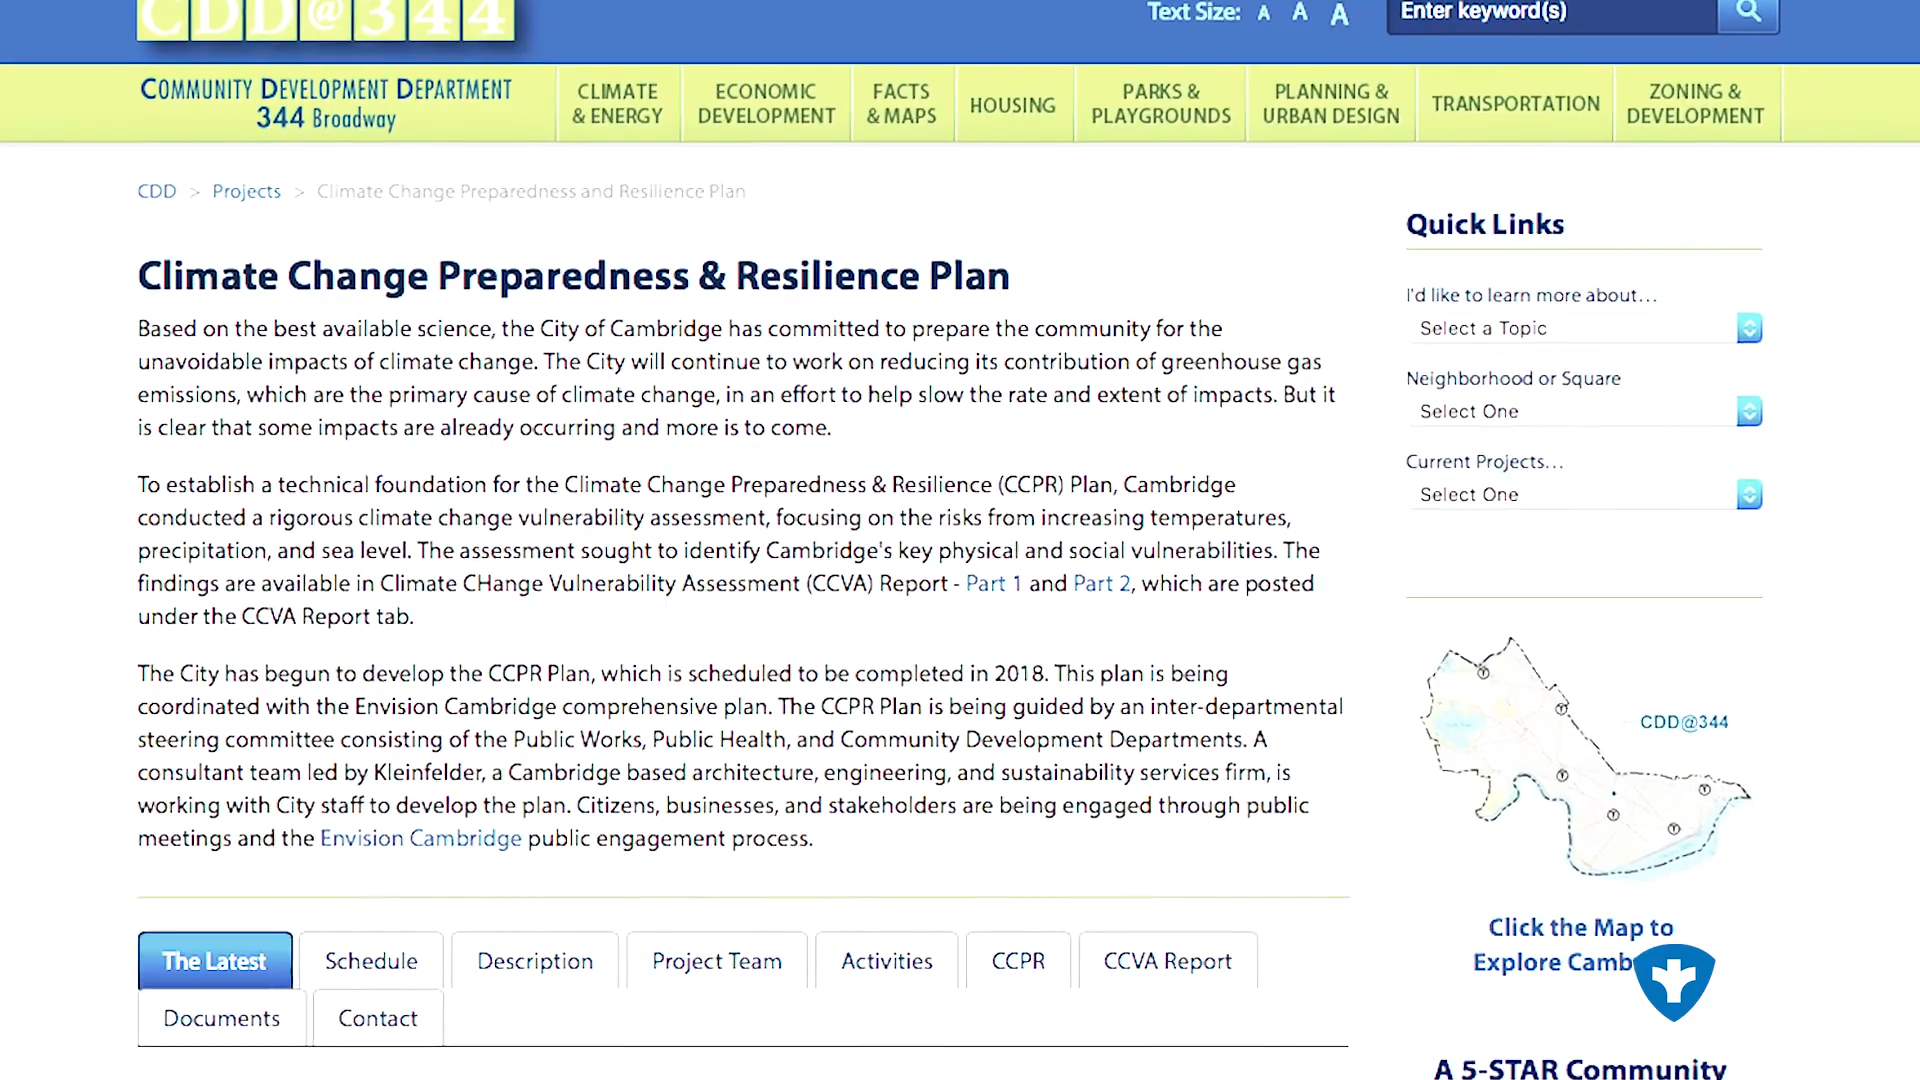 CDD@344
Text Size: A A A
Enter keyword(s)
COMMUNITY DEVELOPMENT DEPARTMENT
344 Broadway
CLIMATE
& ENERGY
ECONOMIC
DEVELOPMENT
FACTS
& MAPS
HOUSING
PARKS &
PLAYGROUNDS
PLANNING &
URBAN DESIGN
TRANSPORTATION
ZONING &
DEVELOPMENT
CDD > Projects > Climate Change Preparedness and Resilience Plan
Climate Change Preparedness & Resilience Plan
Based on the best available science, the City of Cambridge has committed to prepare the community for the
unavoidable impacts of climate change. The City will continue to work on reducing its contribution of greenhouse gas
emissions, which are the primary cause of climate change, in an effort to help slow the rate and extent of impacts. But it
is clear that some impacts are already occurring and more is to come.
To establish a technical foundation for the Climate Change Preparedness & Resilience (CCPR) Plan, Cambridge
conducted a rigorous climate change vulnerability assessment, focusing on the risks from increasing temperatures,
precipitation, and sea level. The assessment sought to identify Cambridge's key physical and social vulnerabilities. The
findings are available in Climate CHange Vulnerability Assessment (CCVA) Report - Part 1 and Part 2, which are posted
under the CCVA Report tab.
The City has begun to develop the CCPR Plan, which is scheduled to be completed in 2018. This plan is being
coordinated with the Envision Cambridge comprehensive plan. The CCPR Plan is being guided by an inter-departmental
steering committee consisting of the Public Works, Public Health, and Community Development Departments. A
consultant team led by Kleinfelder, a Cambridge based architecture, engineering, and sustainability services firm, is
working with City staff to develop the plan. Citizens, businesses, and stakeholders are being engaged through public
meetings and the Envision Cambridge public engagement process.
The Latest
Schedule
Description
Project Team
Activities
CCPR
CCVA Report
Documents
Contact
Quick Links
I'd like to learn more about...
Select a Topic
Neighborhood or Square
Select One
Current Projects...
Select One
CDD@344
Click the Map to
Explore Camb
A 5-STAR Community